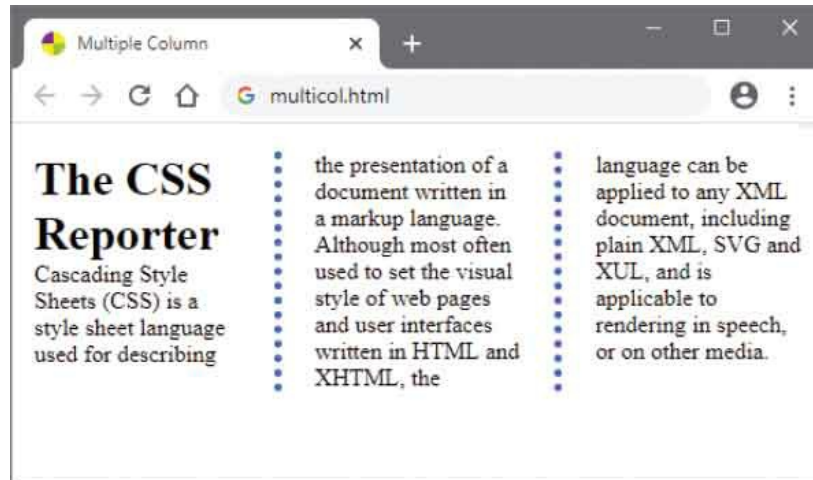 Multiple Column
multicol.html
The CSS
Reporter
Cascading Style
Sheets (CSS) is a
style sheet language
used for describing
the presentation of a
document written in
a markup language.
Although most often
used to set the visual
style of web pages
and user interfaces
written in HTML and
XHTML, the
language can be
applied to any XML
document, including
plain XML, SVG and
XUL, and is
applicable to
rendering in speech,
or on other media.